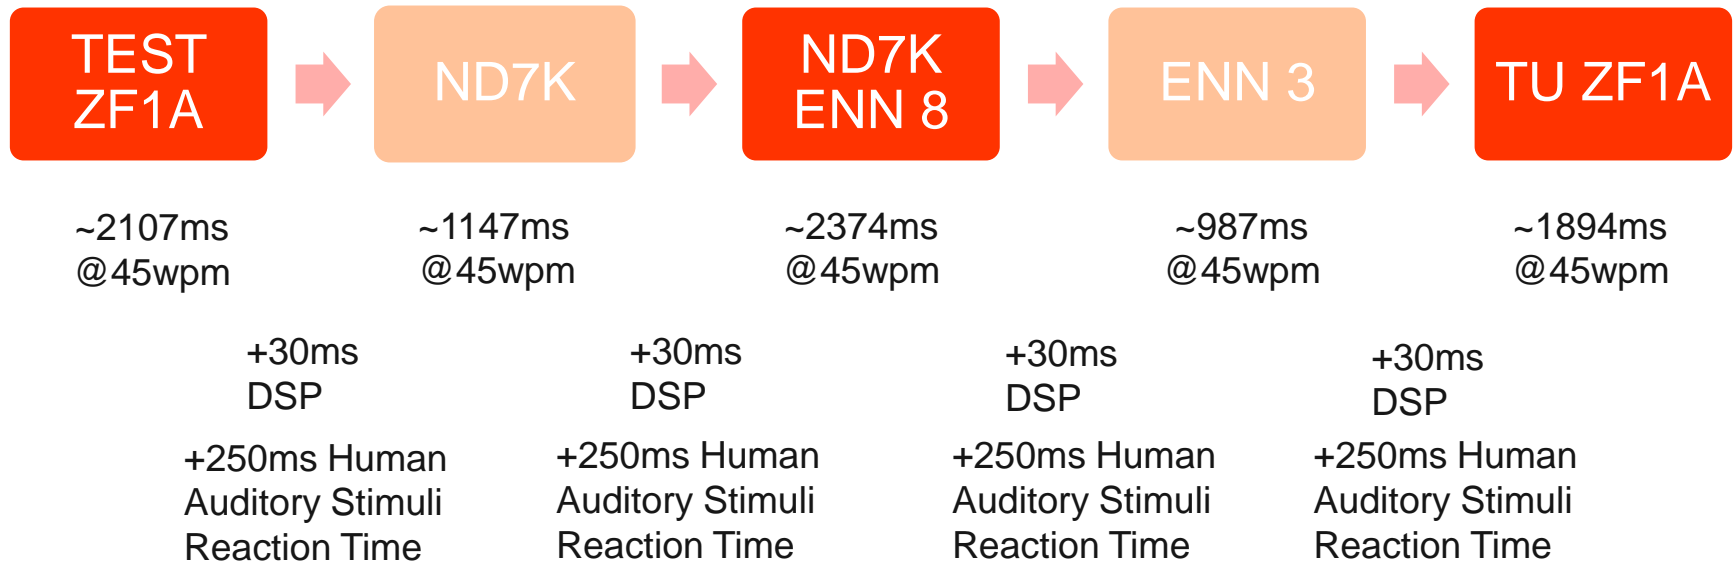 TEST
ZF1A
ND7K
ND7K
ENN 8
ENN 3
TU ZF1A
~2107ms
@45wpm
~1147ms
@45wpm
~2374ms
@45wpm
~987ms
@45wpm
~1894ms
@45wpm
+30ms
DSP
+30ms
DSP
+30ms
DSP
+30ms
DSP
+250ms Human
Auditory Stimuli
Reaction Time
+250ms Human
Auditory Stimuli
Reaction Time
+250ms Human
Auditory Stimuli
Reaction Time
+250ms Human
Auditory Stimuli
Reaction Time